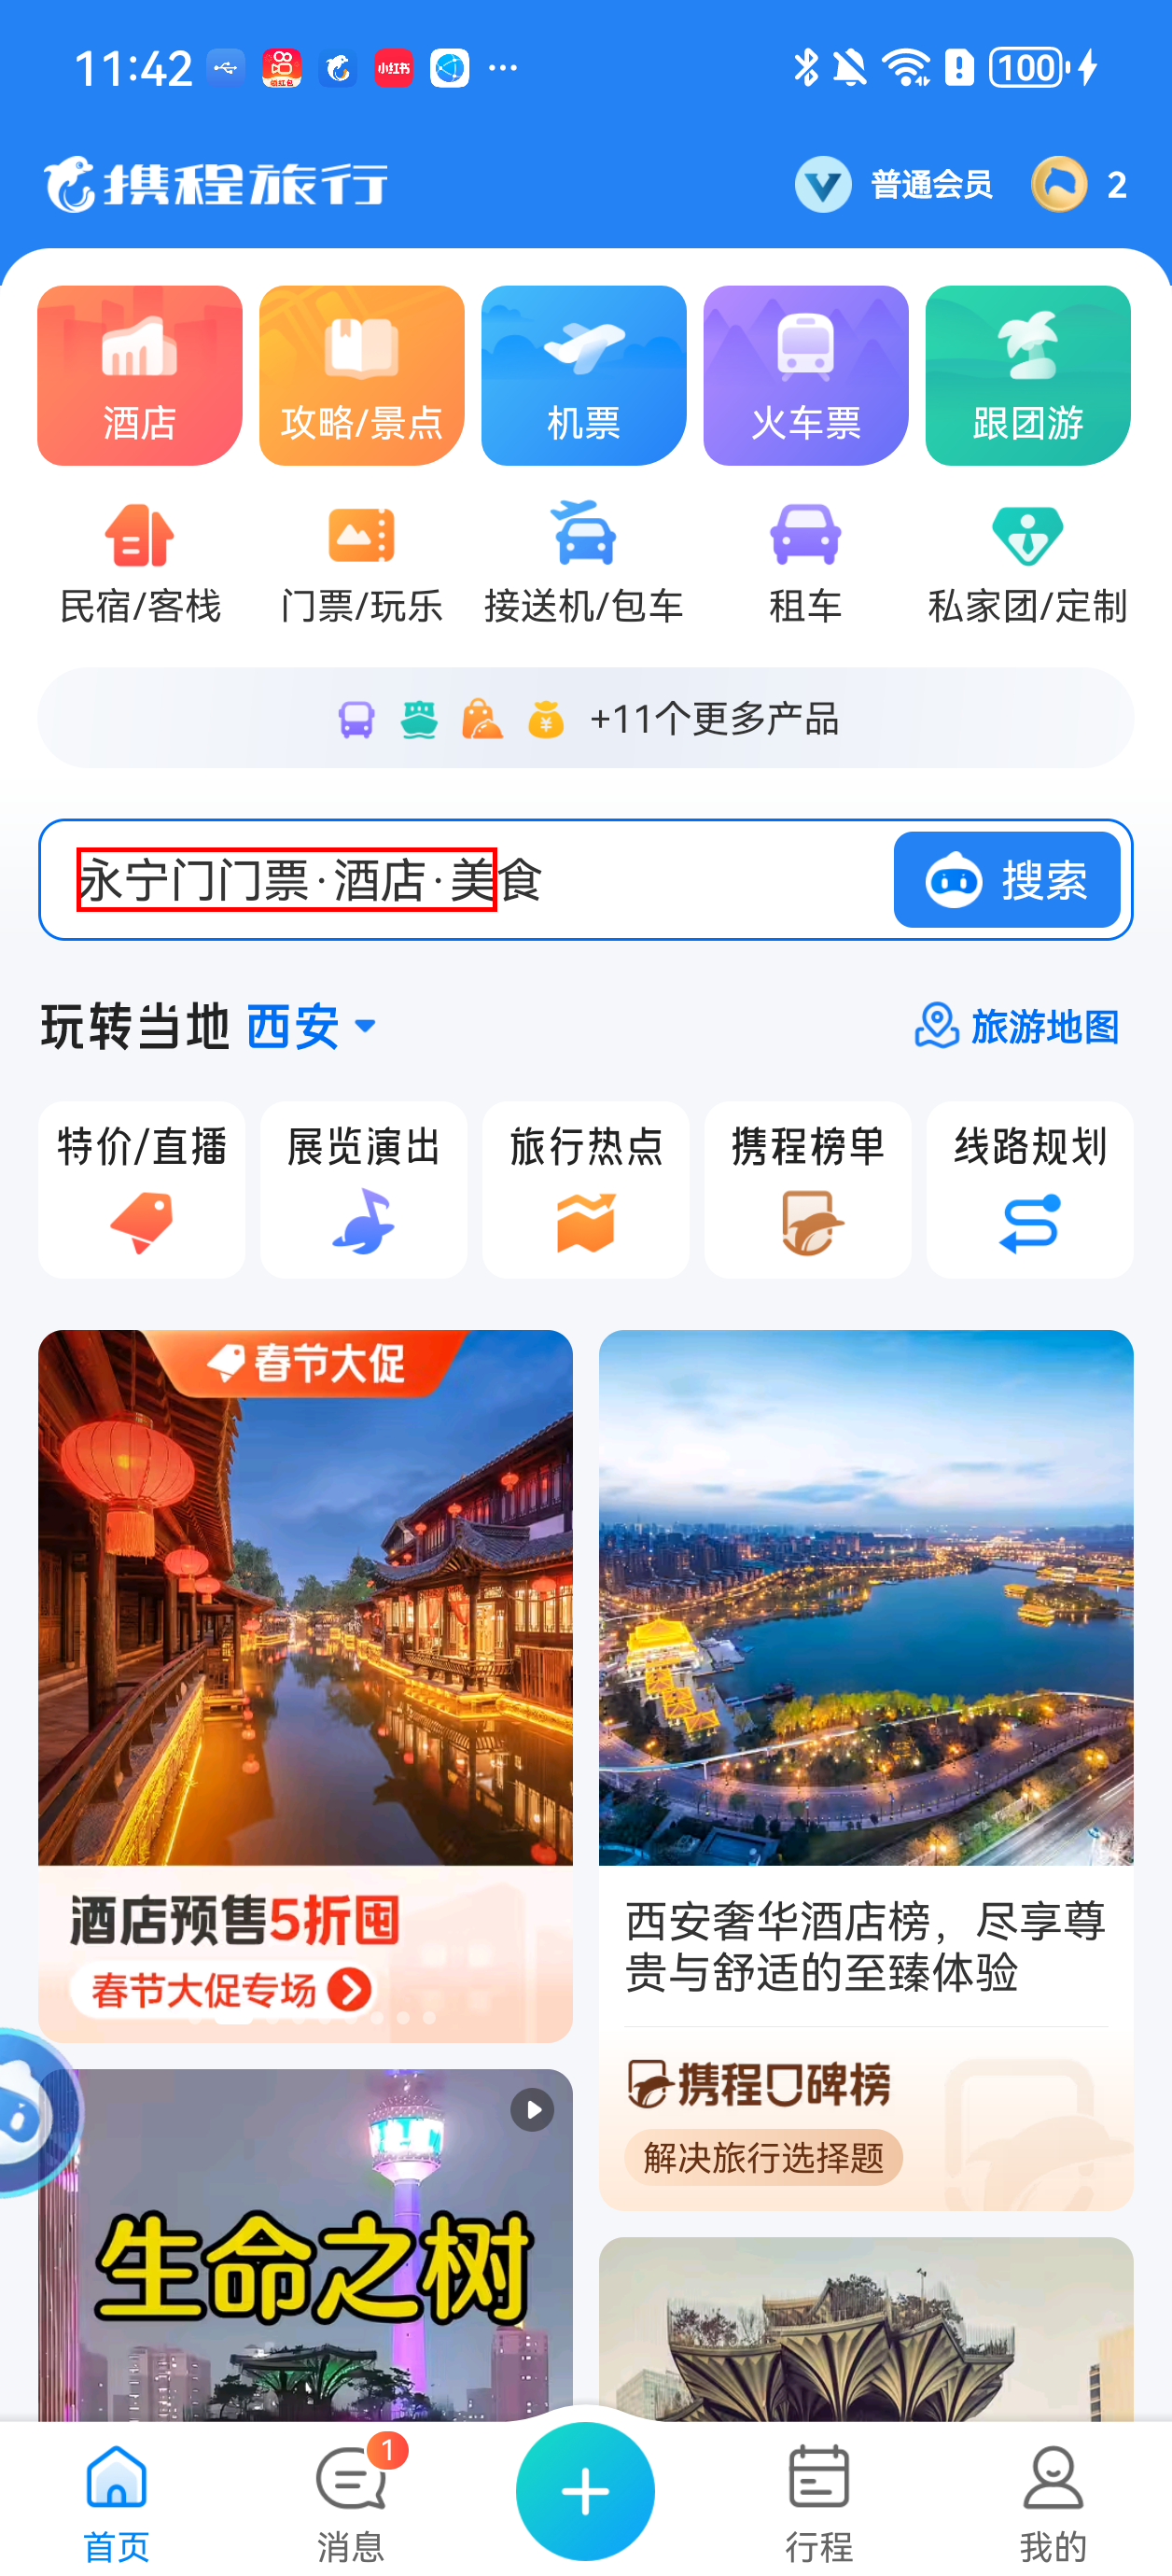 11:42
领红包
小红书
...
100
携程旅行
普通会员
2
酒店
攻略/景点
机票
火车票
跟团游
民宿/客栈
门票/玩乐
接送机/包车
租车
私家团/定制
+11个更多产品
永宁门门票·酒店·美食
搜索
玩转当地 西安
旅游地图
特价/直播
展览演出
旅行热点
携程榜单
线路规划
春节大促
酒店预售5折囤
春节大促专场
西安奢华酒店榜，尽享尊
贵与舒适的至臻体验
携程口碑榜
解决旅行选择题
生命之树
首页
消息
1
行程
我的